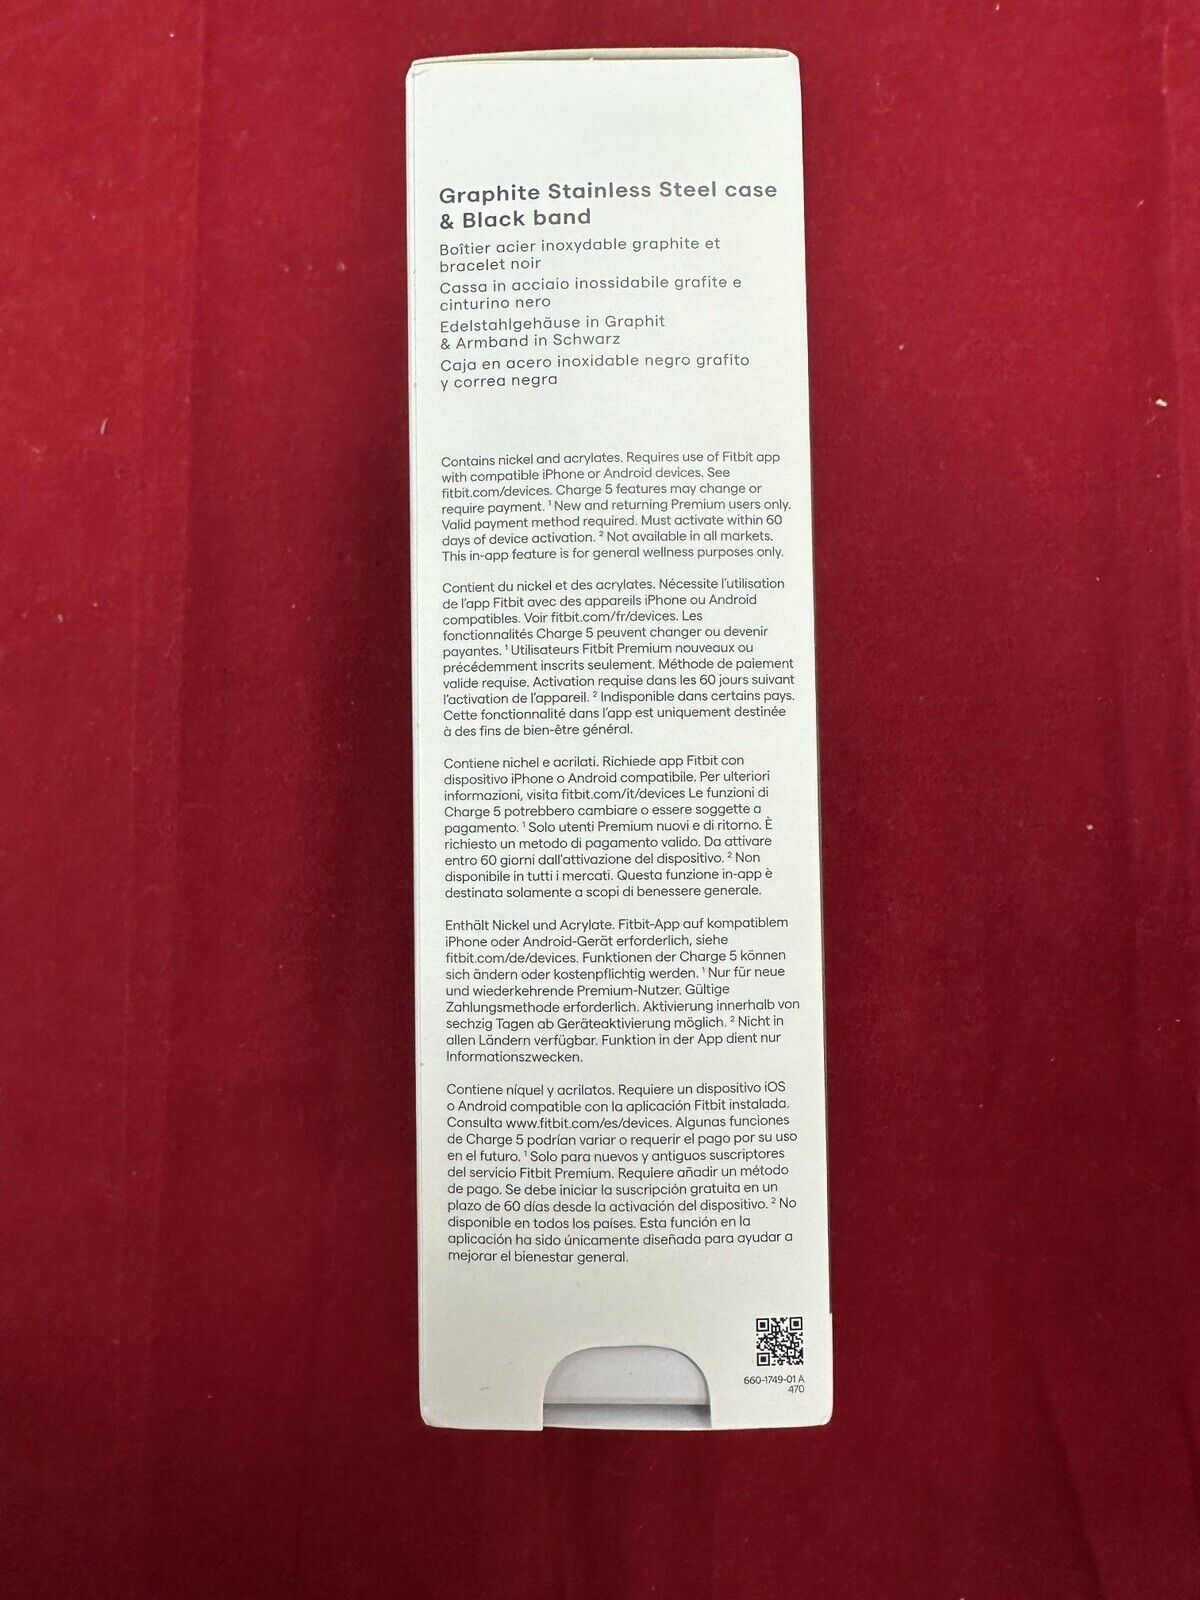 Graphite Stainless Steel case
& Black band
Boîtier acier inoxydable graphite et
bracelet noir
Cassa in acciaio inossidabile grafite e
cinturino nero
Edelstahlgehäuse in Graphit
& Armband in Schwarz
Caja en acero inoxidable negro grafito
y correa negra
Contains nickel and acrylates. Requires use of Fitbit app
with compatible iPhone or Android devices. See
fitbit.com/devices. Charge 5 features may change or
require payment. ¹ New and returning Premium users only.
Valid payment method required. Must activate within 60
days of device activation. ² Not available in all markets.
This in-app feature is for general wellness purposes only.
Contient du nickel et des acrylates. Nécessite l'utilisation
de l'app Fitbit avec des appareils iPhone ou Android
compatibles. Voir fitbit.com/fr/devices. Les
fonctionnalités Charge 5 peuvent changer ou devenir
payantes. ¹ Utilisateurs Fitbit Premium nouveaux ou
précédemment inscrits seulement. Méthode de paiement
valide requise. Activation requise dans les 60 jours suivant
l'activation de l'appareil. ² Indisponible dans certains pays.
Cette fonctionnalité dans l'app est uniquement destinée
à des fins de bien-être général.
Contiene nichel e acrilati. Richiede app Fitbit con
dispositivo iPhone o Android compatibile. Per ulteriori
informazioni, visita fitbit.com/it/devices Le funzioni di
Charge 5 potrebbero cambiare o essere soggette a
pagamento. ¹ Solo utenti Premium nuovi e di ritorno. È
richiesto un metodo di pagamento valido. Da attivare
entro 60 giorni dall'attivazione del dispositivo. ² Non
disponibile in tutti i mercati. Questa funzione in-app è
destinata solamente a scopi di benessere generale.
Enthält Nickel und Acrylate. Fitbit-App auf kompatiblem
iPhone oder Android-Gerät erforderlich, siehe
fitbit.com/de/devices. Funktionen der Charge 5 können
sich ändern oder kostenpflichtig werden. ¹ Nur für neue
und wiederkehrende Premium-Nutzer. Gültige
Zahlungsmethode erforderlich. Aktivierung innerhalb von
sechzig Tagen ab Geräteaktivierung möglich. ² Nicht in
allen Ländern verfügbar. Funktion in der App dient nur
Informationszwecken.
Contiene níquel y acrilatos. Requiere un dispositivo iOS
o Android compatible con la aplicación Fitbit instalada.
Consulta www.fitbit.com/es/devices. Algunas funciones
de Charge 5 podrían variar o requerir el pago por su uso
en el futuro. ¹ Solo para nuevos y antiguos suscriptores
del servicio Fitbit Premium. Requiere añadir un método
de pago. Se debe iniciar la suscripción gratuita en un
plazo de 60 días desde la activación del dispositivo. ² No
disponible en todos los países. Esta función en la
aplicación ha sido únicamente diseñada para ayudar a
mejorar el bienestar general.
660-1749-01 A
470